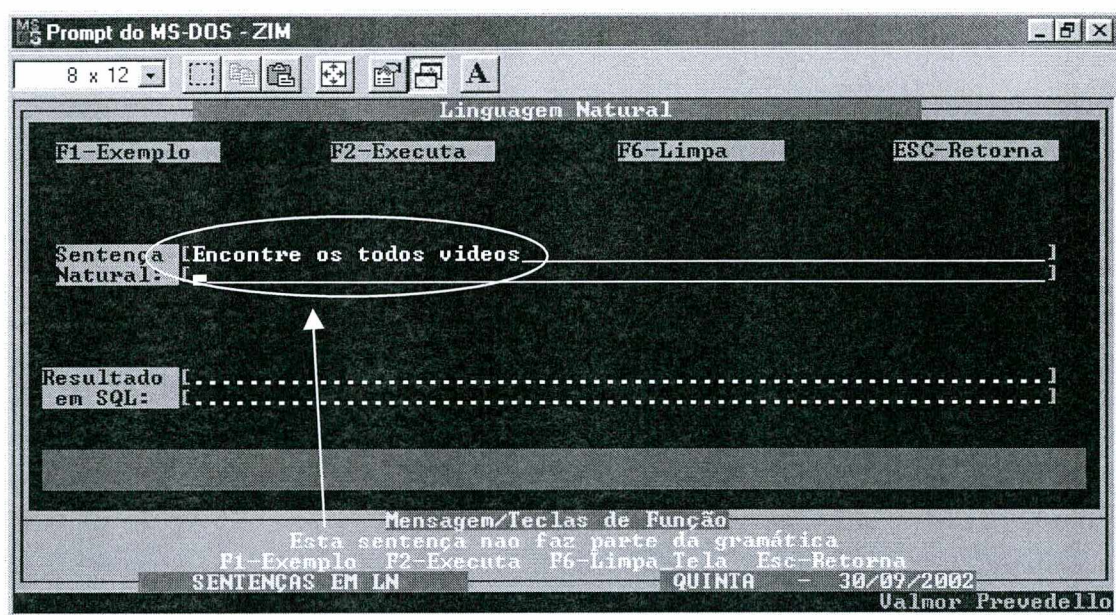 Prompt do MS-DOS - ZIM
8 x 12 A
Linguagem Natural
F1-Exemplo F2-Executa F6-Limpa ESC-Retorna
Sentença [Encontre os todos videos_]
Natural: [ ]
Resultado [..........]
em SQL: [..........]
Mensagem/Teclas de Função
Esta sentença nao faz parte da gramática
F1-Exemplo F2-Executa F6-Limpa_Tela Esc-Retorna
SENTENÇAS EM LN QUINTA - 30/09/2002
Valmor Prevedello